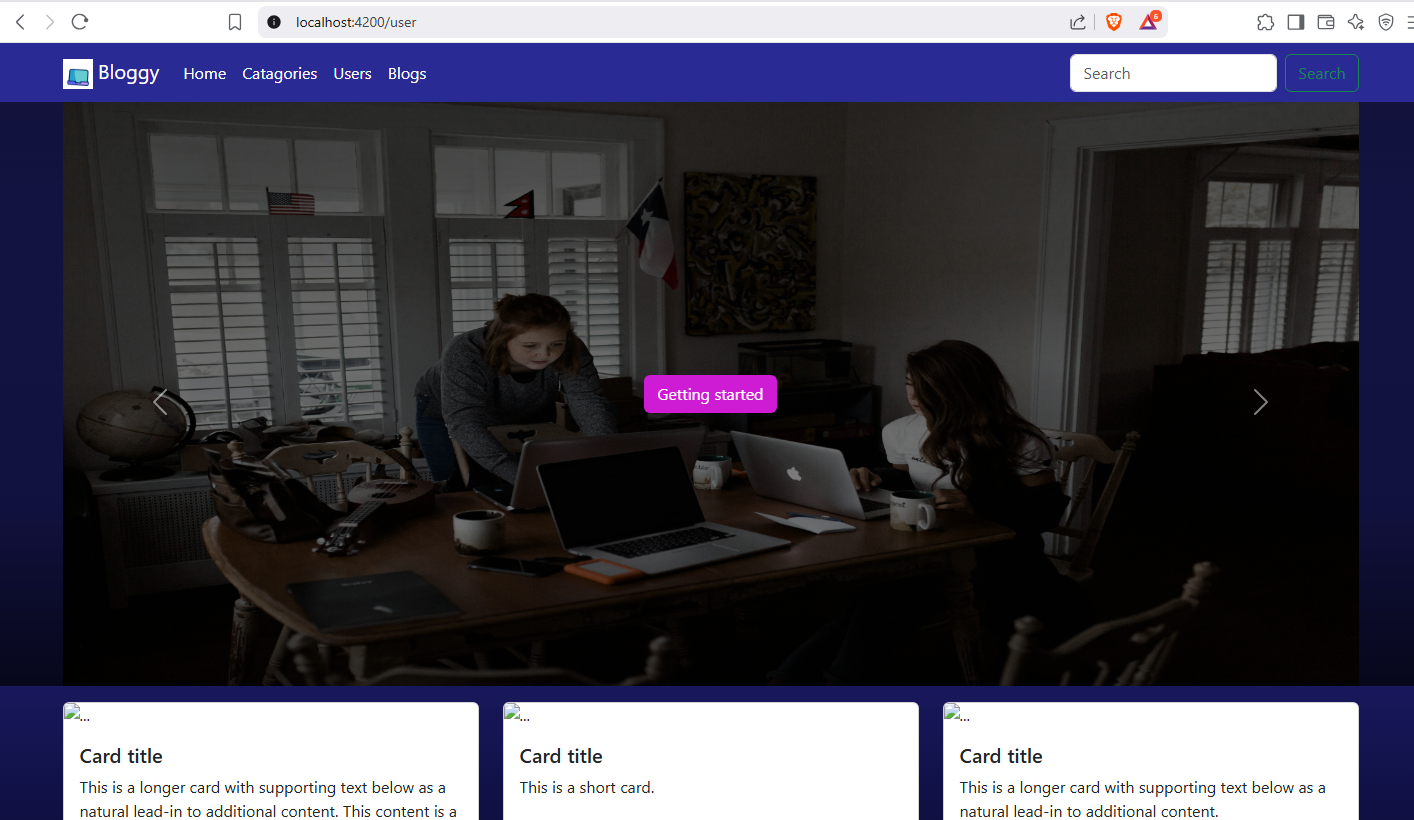 localhost:4200/user
6
Bloggy Home Catagories Users Blogs Search Search
Getting started
...
Card title
This is a longer card with supporting text below as a
natural lead-in to additional content. This content is a
...
Card title
This is a short card.
...
Card title
This is a longer card with supporting text below as a
natural lead-in to additional content.